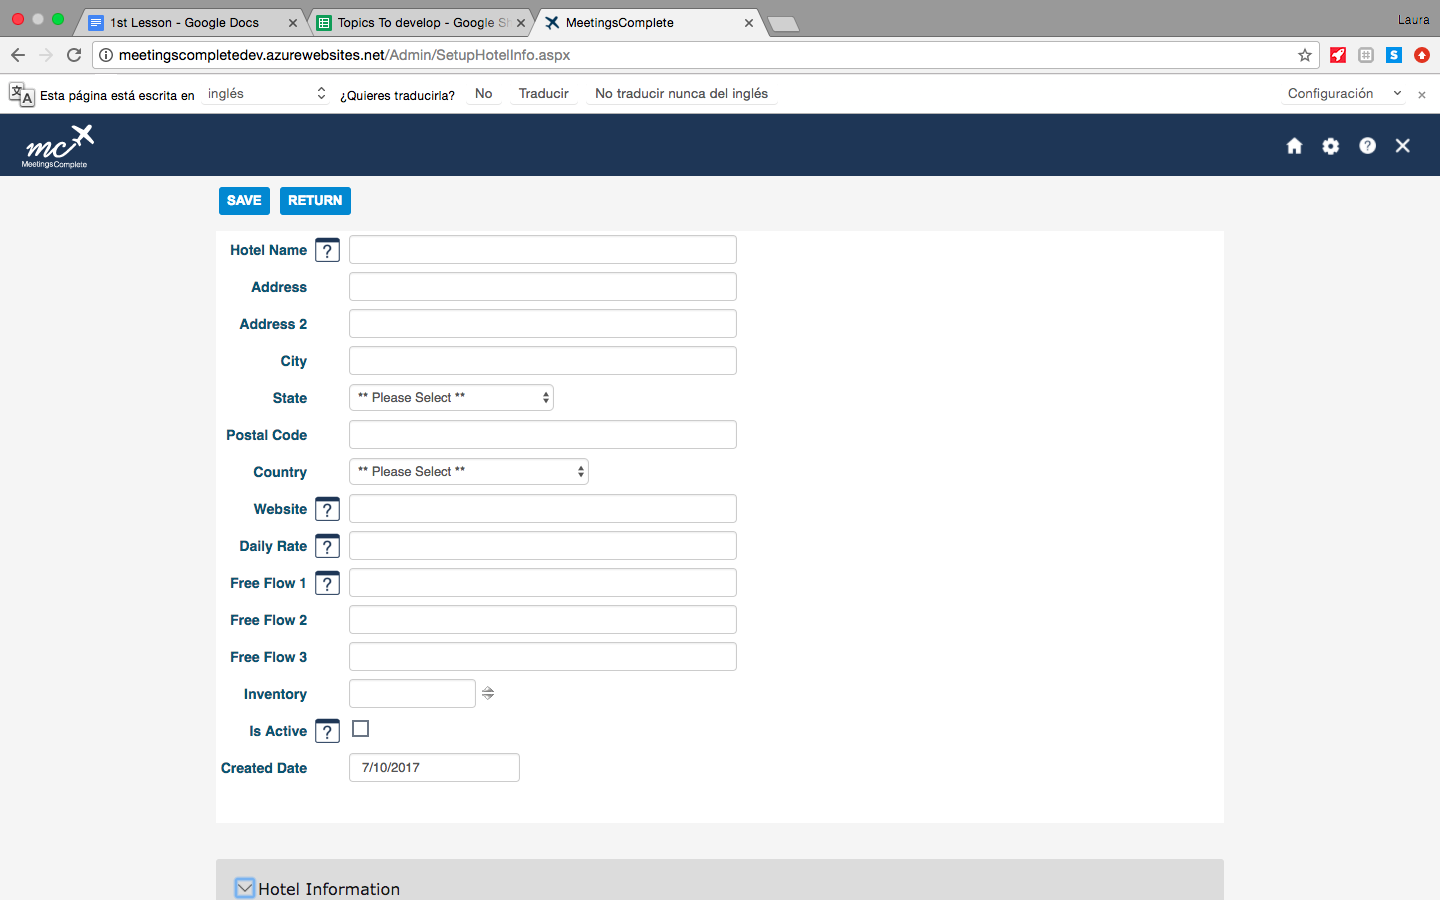 1st Lesson - Google Docs
Topics To develop - Google Sh
MeetingsComplete
Laura
meetingscompletedev.azurewebsites.net/Admin/SetupHotelInfo.aspx
Esta página está escrita en inglés ¿Quieres traducirla? No Traducir No traducir nunca del inglés Configuración
mc
MeetingsComplete
SAVE RETURN
Hotel Name ?
Address
Address 2
City
State ** Please Select **
Postal Code
Country ** Please Select **
Website ?
Daily Rate ?
Free Flow 1 ?
Free Flow 2
Free Flow 3
Inventory
Is Active ?
Created Date 7/10/2017
Hotel Information